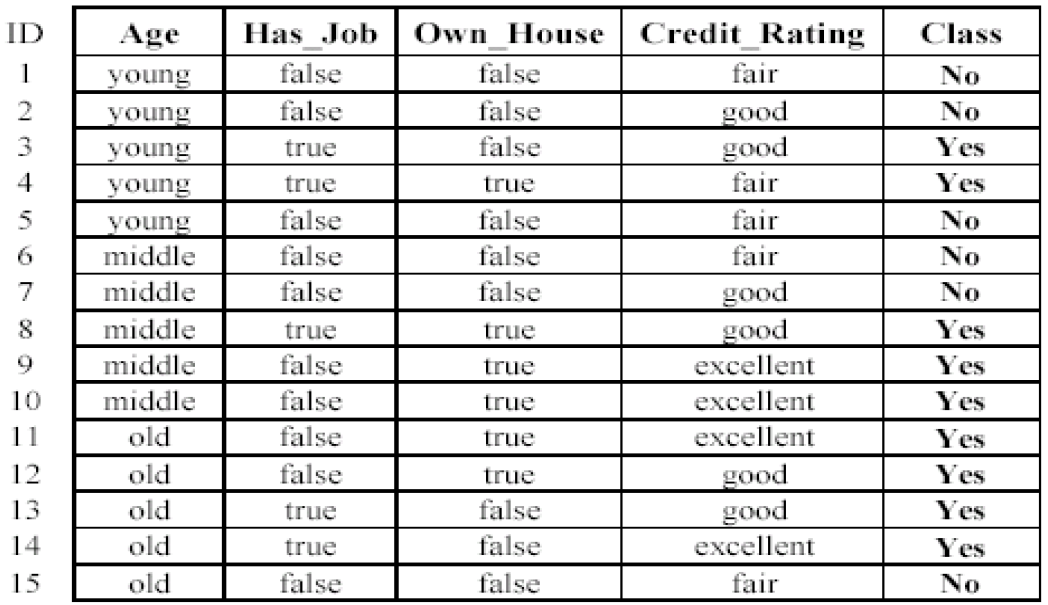 ID Age Has_Job Own_House Credit_Rating Class
1 young false false fair No
2 young false false good No
3 young true false good Yes
4 young true true fair Yes
5 young false false fair No
6 middle false false fair No
7 middle false false good No
8 middle true true good Yes
9 middle false true excellent Yes
10 middle false true excellent Yes
11 old false true excellent Yes
12 old false true good Yes
13 old true false good Yes
14 old true false excellent Yes
15 old false false fair No